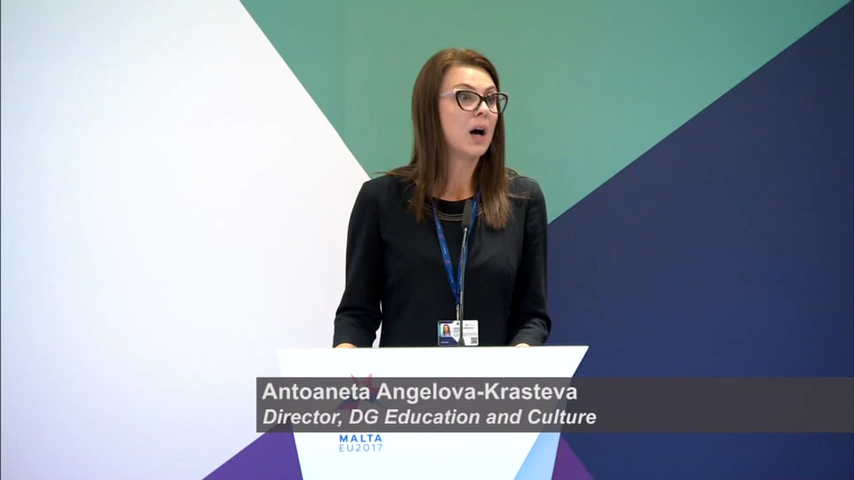 Antoaneta Angelova-Krasteva
Director, DG Education and Culture
MALTA
EU2017